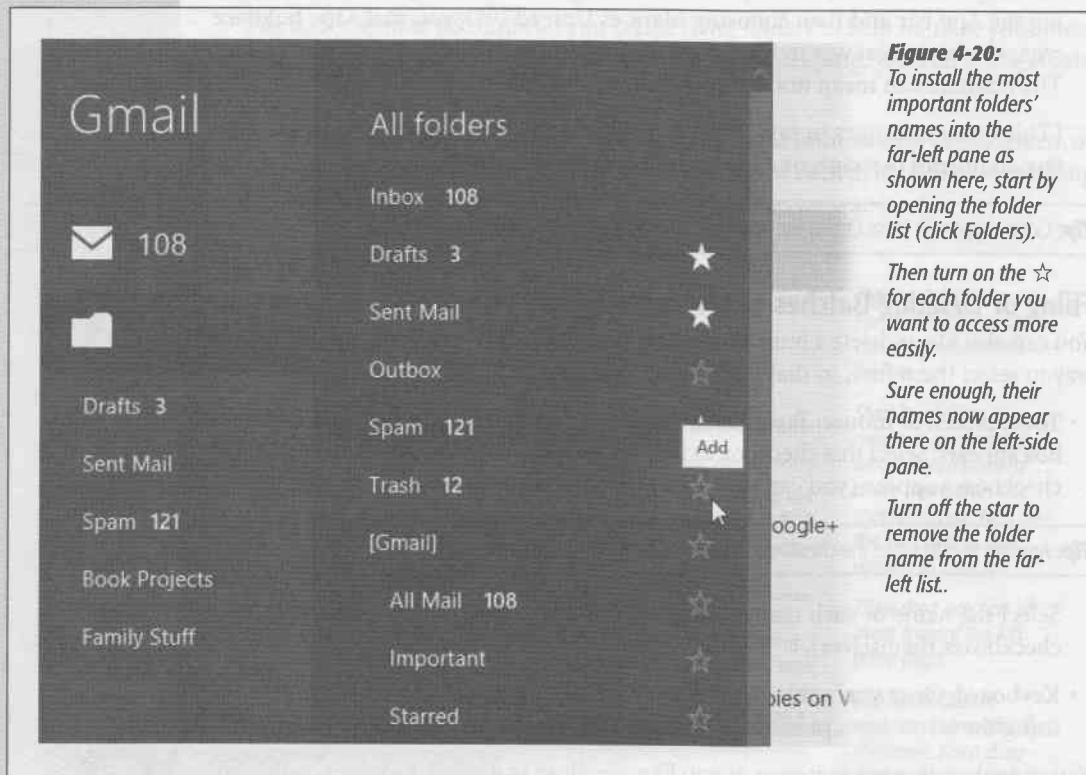 Gmail
108
Drafts 3
Sent Mail
Spam 121
Book Projects
Family Stuff
All folders
Inbox 108
Drafts 3
Sent Mail
Outbox
Spam 121
Add
Trash 12
[Gmail]
All Mail 108
Important
Starred
oogle+
pies on V
Figure 4-20:
To install the most
important folders’
names into the
far-left pane as
shown here, start by
opening the folder
list (click Folders).
Then turn on the ☆
for each folder you
want to access more
easily.
Sure enough, their
names now appear
there on the left-side
pane.
Turn off the star to
remove the folder
name from the far-
left list..